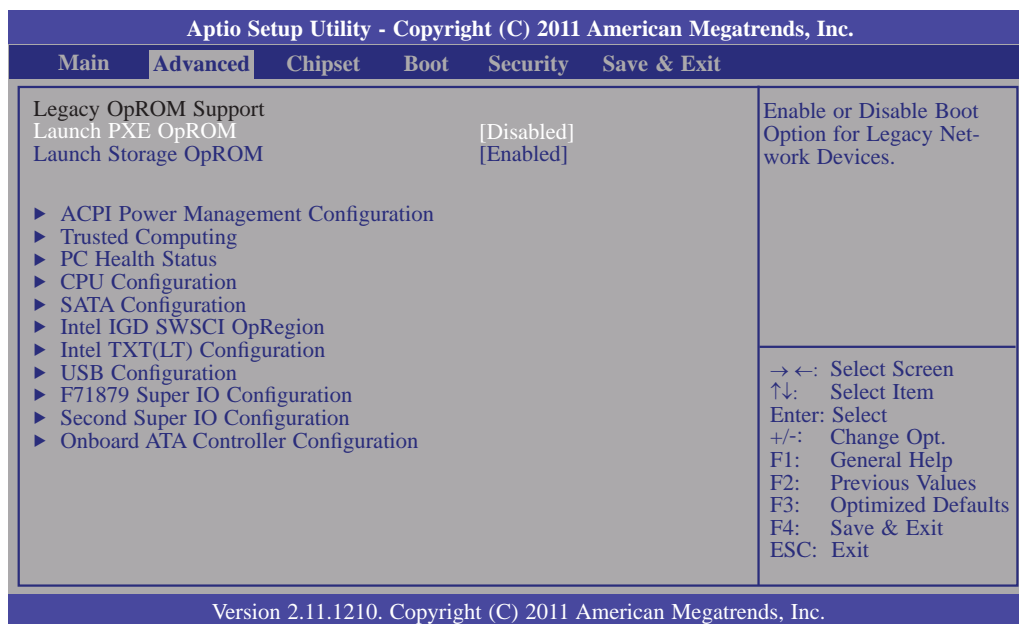 Aptio Setup Utility - Copyright (C) 2011 American Megatrends, Inc.
Main Advanced Chipset Boot Security Save & Exit
Legacy OpROM Support
Launch PXE OpROM [Disabled]
Launch Storage OpROM [Enabled]
► ACPI Power Management Configuration
► Trusted Computing
► PC Health Status
► CPU Configuration
► SATA Configuration
► Intel IGD SWSCI OpRegion
► Intel TXT(LT) Configuration
► USB Configuration
► F71879 Super IO Configuration
► Second Super IO Configuration
► Onboard ATA Controller Configuration
Enable or Disable Boot
Option for Legacy Net-
work Devices.
→ ←: Select Screen
↑↓: Select Item
Enter: Select
+/-: Change Opt.
F1: General Help
F2: Previous Values
F3: Optimized Defaults
F4: Save & Exit
ESC: Exit
Version 2.11.1210. Copyright (C) 2011 American Megatrends, Inc.